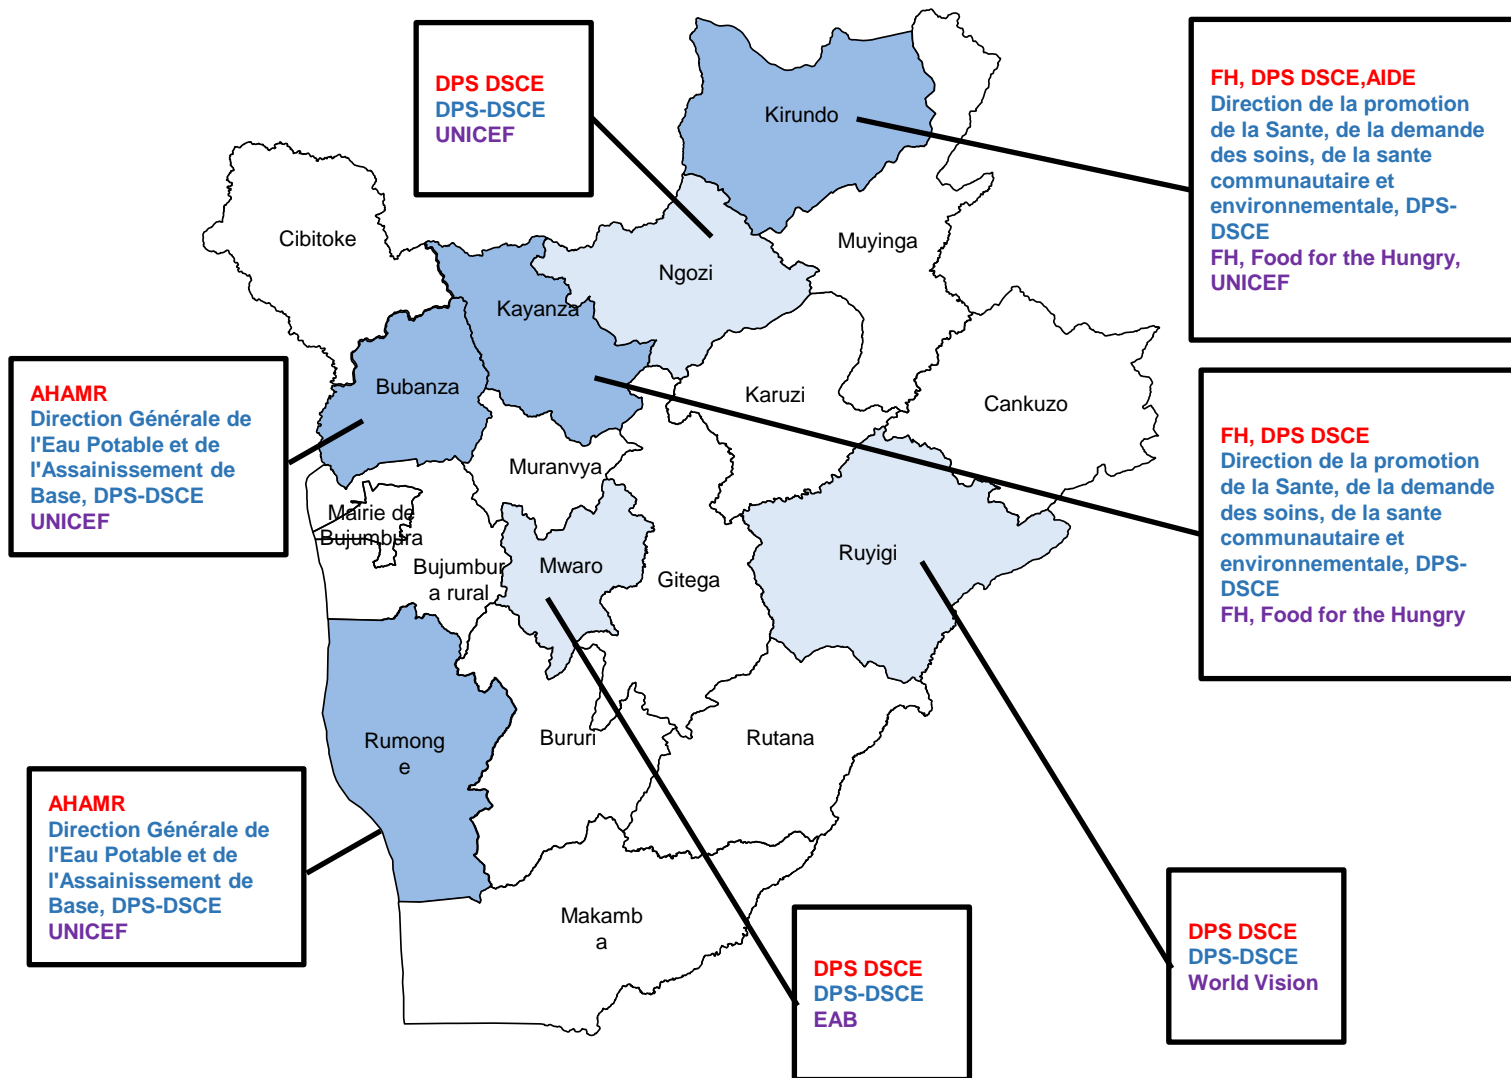 DPS DSCE
DPS-DSCE
UNICEF
Kirundo
FH, DPS DSCE,AIDE
Direction de la promotion
de la Sante, de la demande
des soins, de la sante
communautaire et
environnementale, DPS-
DSCE
FH, Food for the Hungry,
UNICEF
Cibitoke
Muyinga
Ngozi
Kayanza
AHAMR
Direction Générale de
l'Eau Potable et de
l'Assainissement de
Base, DPS-DSCE
UNICEF
Bubanza
Karuzi
Cankuzo
FH, DPS DSCE
Direction de la promotion
de la Sante, de la demande
des soins, de la sante
communautaire et
environnementale, DPS-
DSCE
FH, Food for the Hungry
Muranvya
Mairie de
Bujumbura
Bujumbur
a rural
Mwaro
Gitega
Ruyigi
Rumong
e
Bururi
Rutana
AHAMR
Direction Générale de
l'Eau Potable et de
l'Assainissement de
Base, DPS-DSCE
UNICEF
Makamb
a
DPS DSCE
DPS-DSCE
EAB
DPS DSCE
DPS-DSCE
World Vision